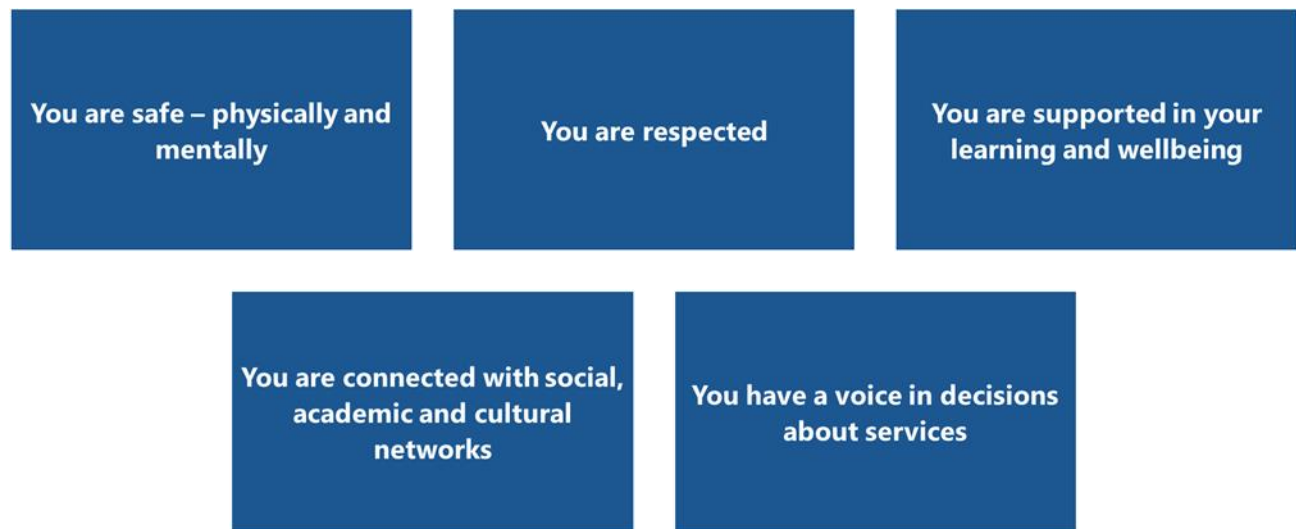 You are safe – physically and
mentally
You are respected
You are supported in your
learning and wellbeing
You are connected with social,
academic and cultural
networks
You have a voice in decisions
about services